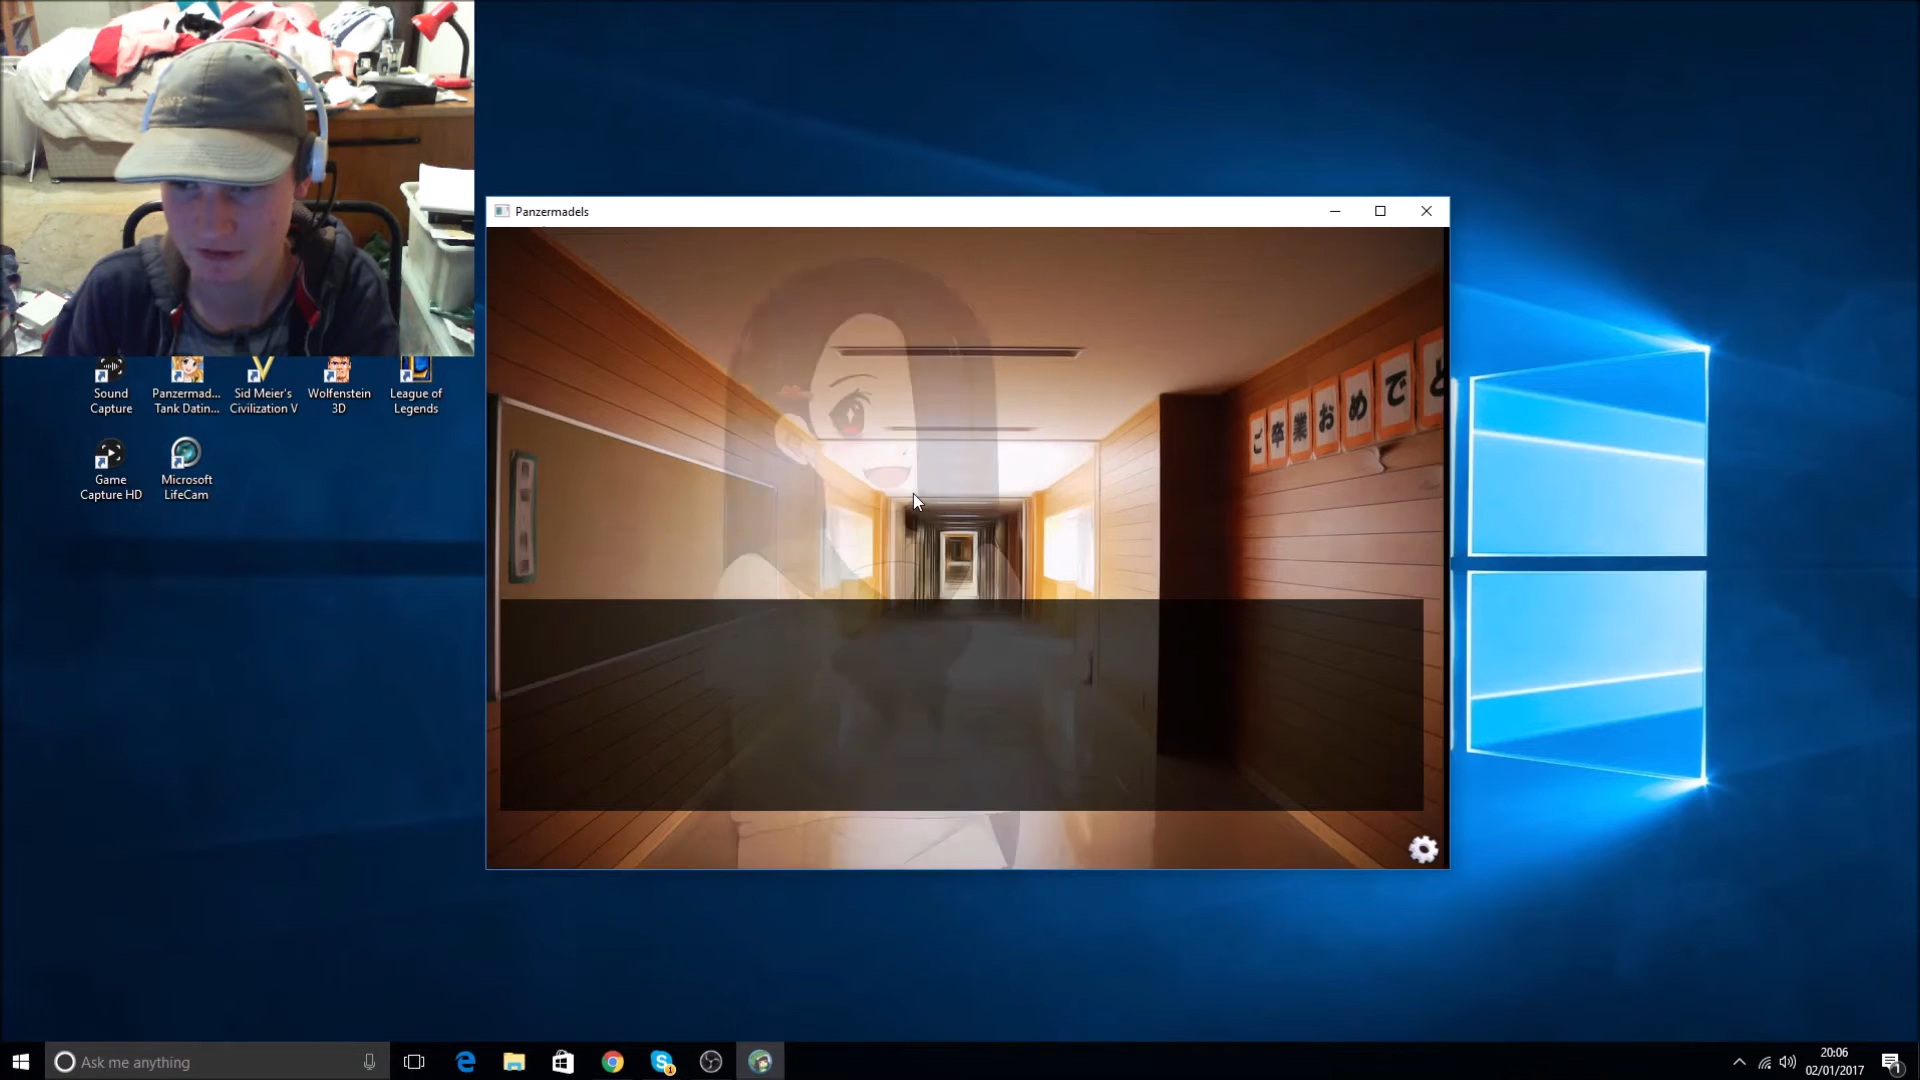 Panzermadels
ご卒業おめでと
Sound
Capture
Panzermad...
Tank Datin...
Sid Meier's
Civilization V
Wolfenstein
3D
League of
Legends
Game
Capture HD
Microsoft
LifeCam
Ask me anything
20:06
02/01/2017